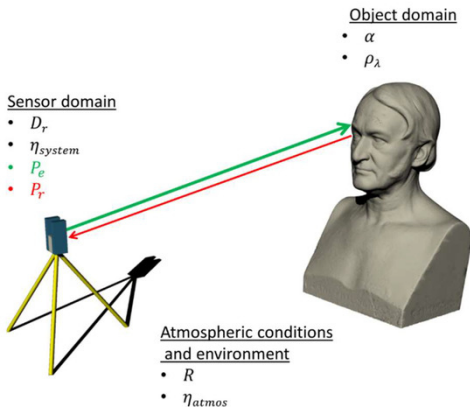 Object domain
• α
• ρ_λ
Sensor domain
• D_r
• η_system
• P_e
• P_r
Atmospheric conditions
and environment
• R
• η_atmos